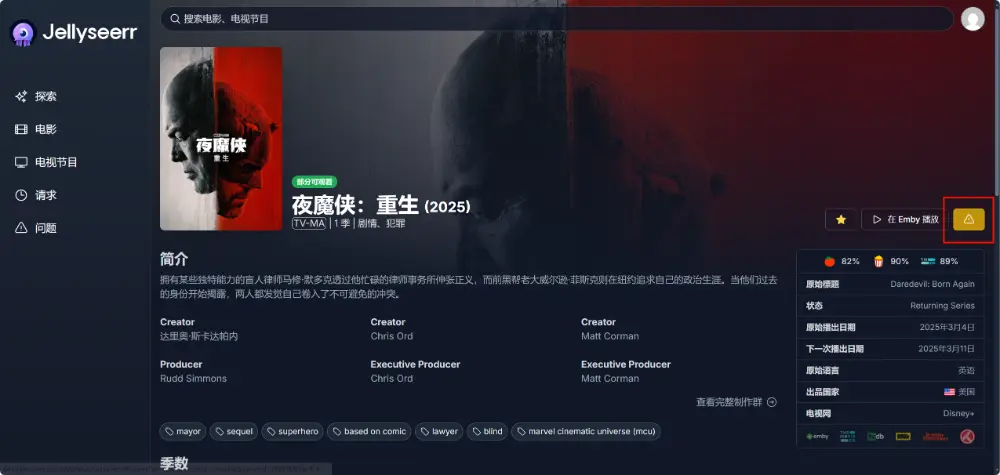 Jellyseerr
搜索电影、电视节目
探索
电影
电视节目
请求
问题
夜魔侠
重生
部分可观看
夜魔侠：重生 (2025)
TV-MA | 1 季 | 剧情、犯罪
在 Emby 播放
简介
拥有某些独特能力的盲人律师马修·默多克透过他忙碌的律师事务所伸张正义，而前黑帮老大威尔逊·菲斯克则在纽约追求自己的政治生涯。当他们过去
的身份开始揭露，两人都发觉自己卷入了不可避免的冲突。
Creator
达里奥·斯卡达帕内
Creator
Chris Ord
Creator
Matt Corman
Producer
Rudd Simmons
Executive Producer
Chris Ord
Executive Producer
Matt Corman
查看完整制作群
mayor
sequel
superhero
based on comic
lawyer
blind
marvel cinematic universe (mcu)
季数
82%
90%
89%
原始標題 Daredevil: Born Again
状态 Returning Series
原始播出日期 2025年3月4日
下一次播出日期 2025年3月11日
原始语言 英语
出品国家 美国
电视网 Disney+
emby